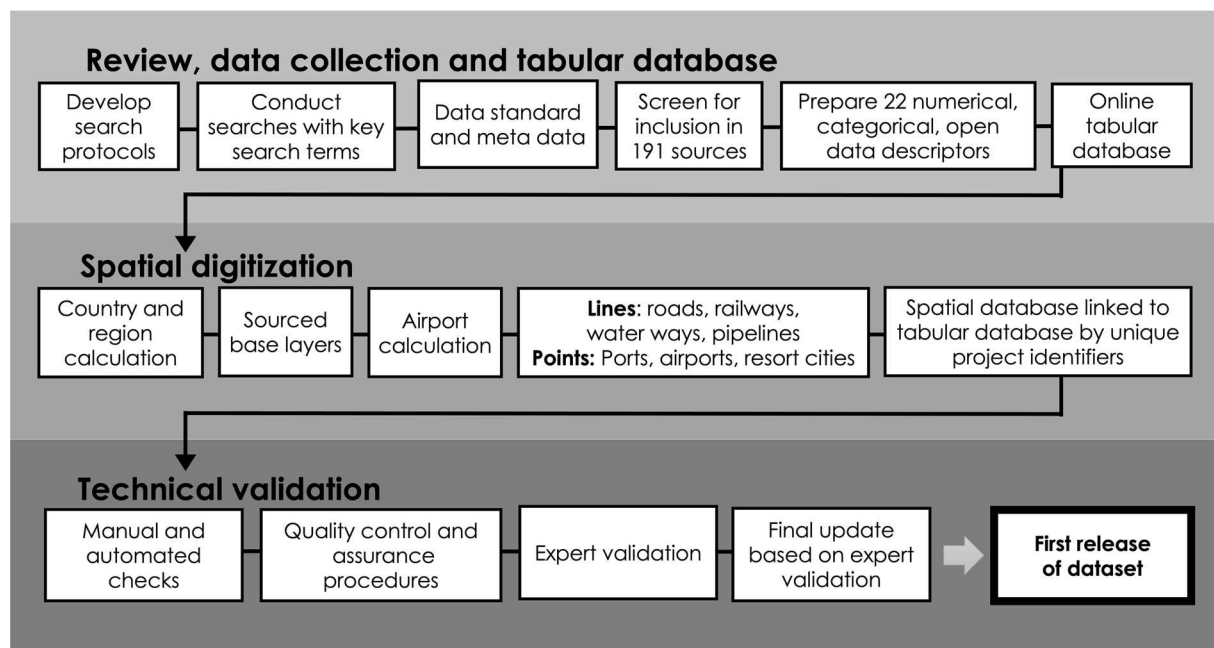 Review, data collection and tabular database
Develop
search
protocols
Conduct
searches with key
search terms
Data standard
and meta data
Screen for
inclusion in
191 sources
Prepare 22 numerical,
categorical, open
data descriptors
Online
tabular
database
Spatial digitization
Country and
region
calculation
Sourced
base layers
Airport
calculation
Lines: roads, railways,
water ways, pipelines
Points: Ports, airports, resort cities
Spatial database linked to
tabular database by unique
project identifiers
Technical validation
Manual and
automated
checks
Quality control and
assurance
procedures
Expert validation
Final update
based on expert
validation
First release
of dataset